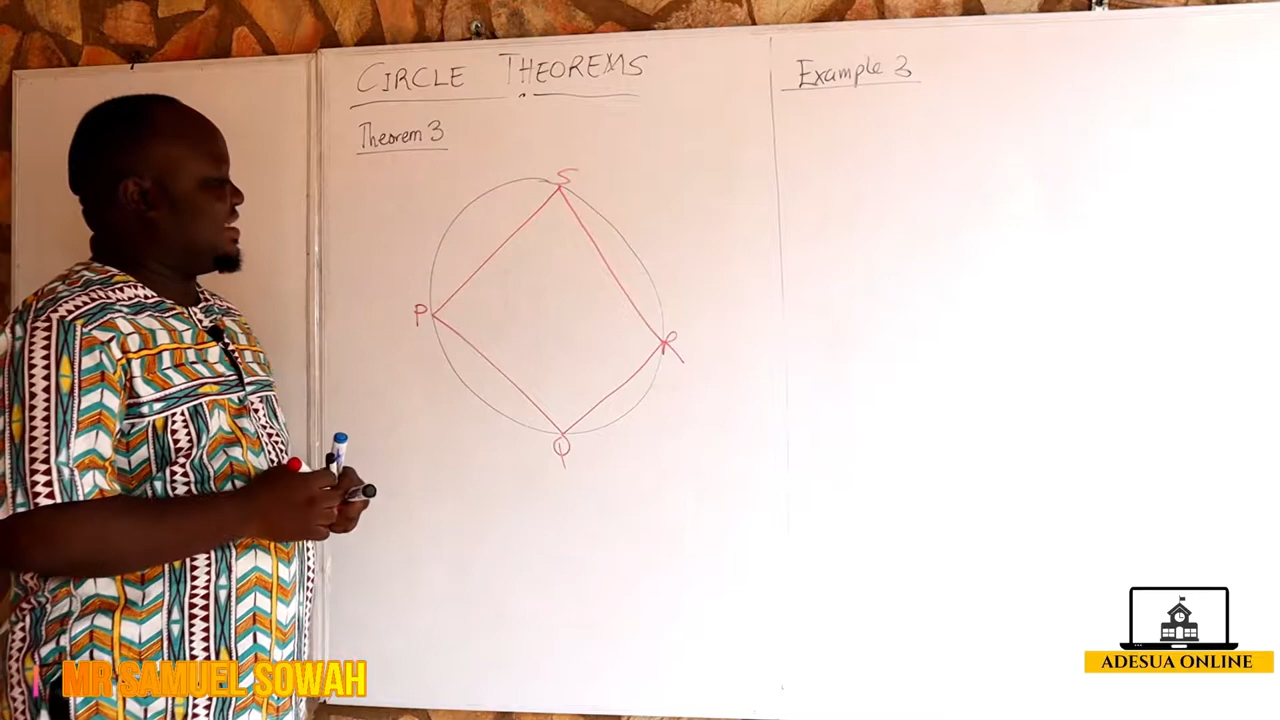 CIRCLE THEOREMS
Theorem 3
S
P
R
Q
Example 3
MR SAMUEL SOWAH
ADESUA ONLINE